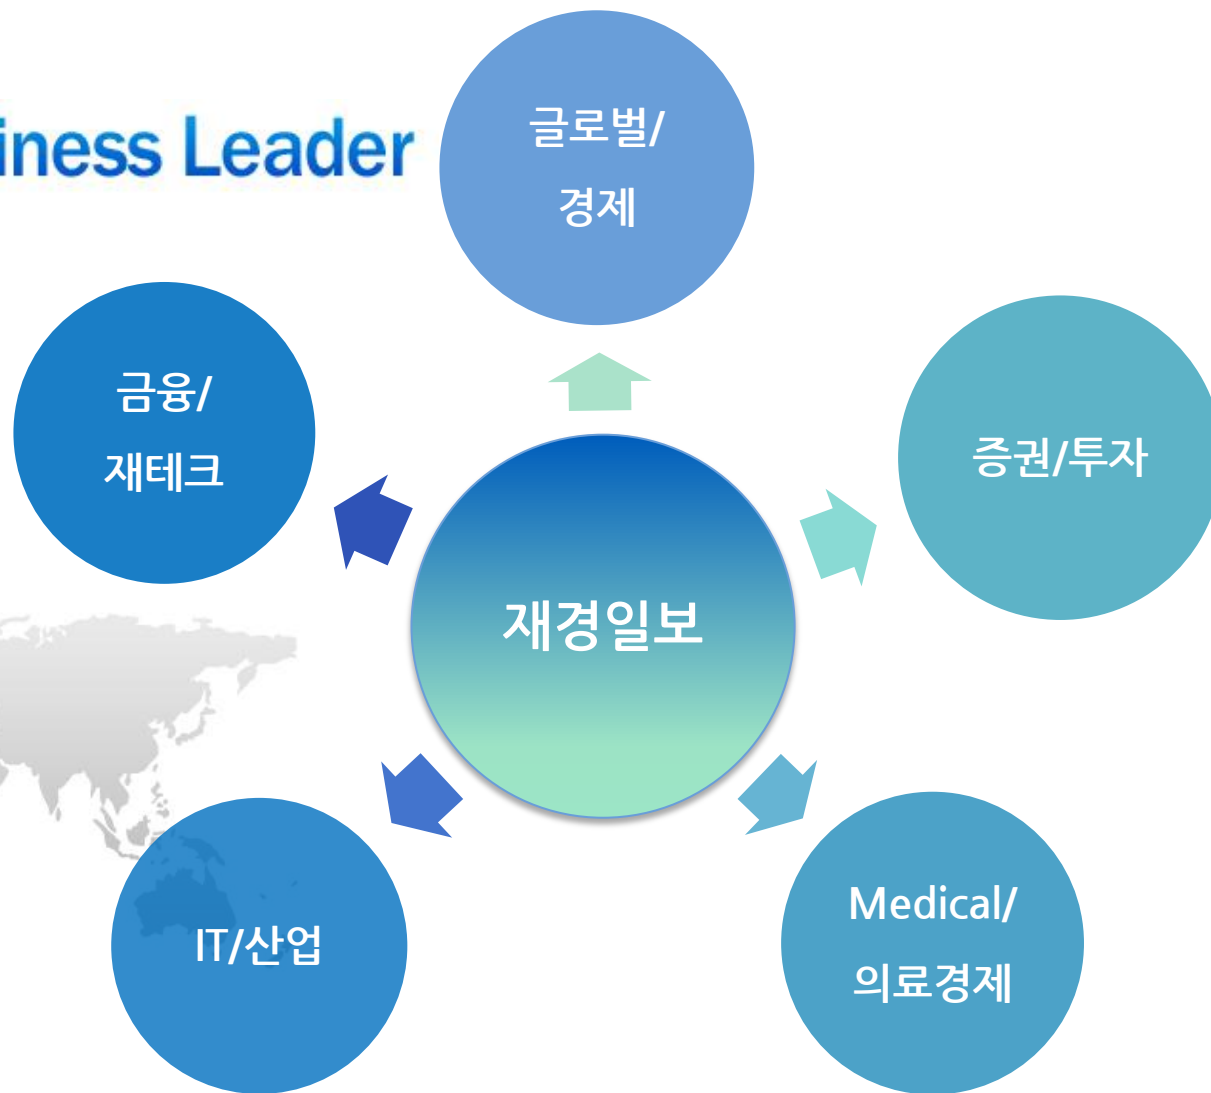 iness Leader
글로벌/
경제
금융/
재테크
증권/투자
재경일보
IT/산업
Medical/
의료경제